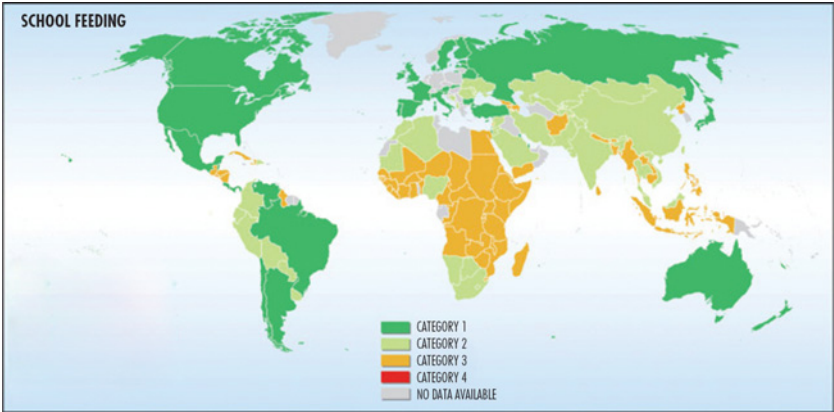 SCHOOL FEEDING
CATEGORY 1
CATEGORY 2
CATEGORY 3
CATEGORY 4
NO DATA AVAILABLE